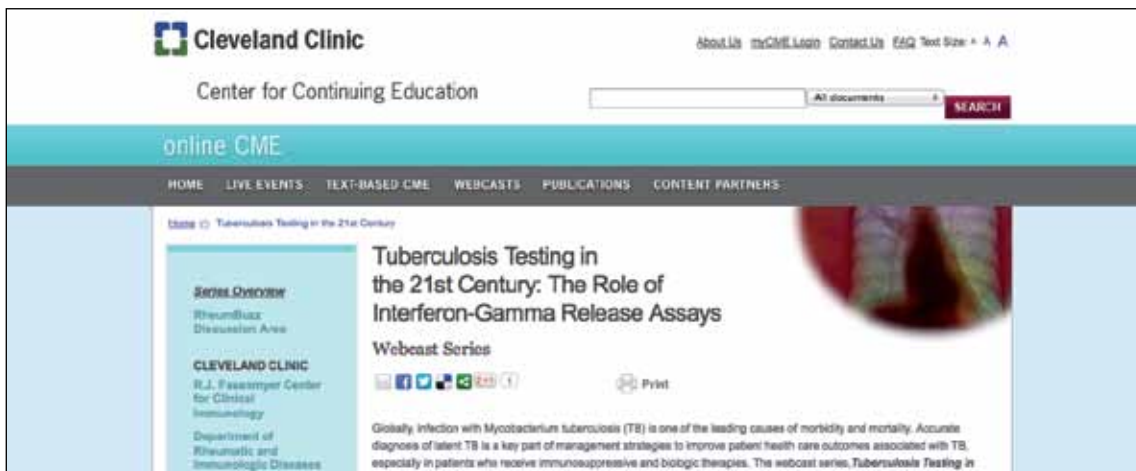 Cleveland Clinic
About Us myCME Login Contact Us FAQ Text Size: A A A
Center for Continuing Education
All documents
SEARCH
online CME
HOME LIVE EVENTS TEXT-BASED CME WEBCASTS PUBLICATIONS CONTENT PARTNERS
Home Tuberculosis Testing in the 21st Century
Series Overview
RheumBuzz
Discussion Area
CLEVELAND CLINIC
R.J. Fasenmyer Center
for Clinical
Immunology
Department of
Rheumatic and
Immunologic Diseases
Tuberculosis Testing in
the 21st Century: The Role of
Interferon-Gamma Release Assays
Webcast Series
1
Print
Globally, infection with Mycobacterium tuberculosis (TB) is one of the leading causes of morbidity and mortality. Accurate
diagnosis of latent TB is a key part of management strategies to improve patient health care outcomes associated with TB,
especially in patients who receive immunosuppressive and biologic therapies. The webcast series, Tuberculosis Testing in